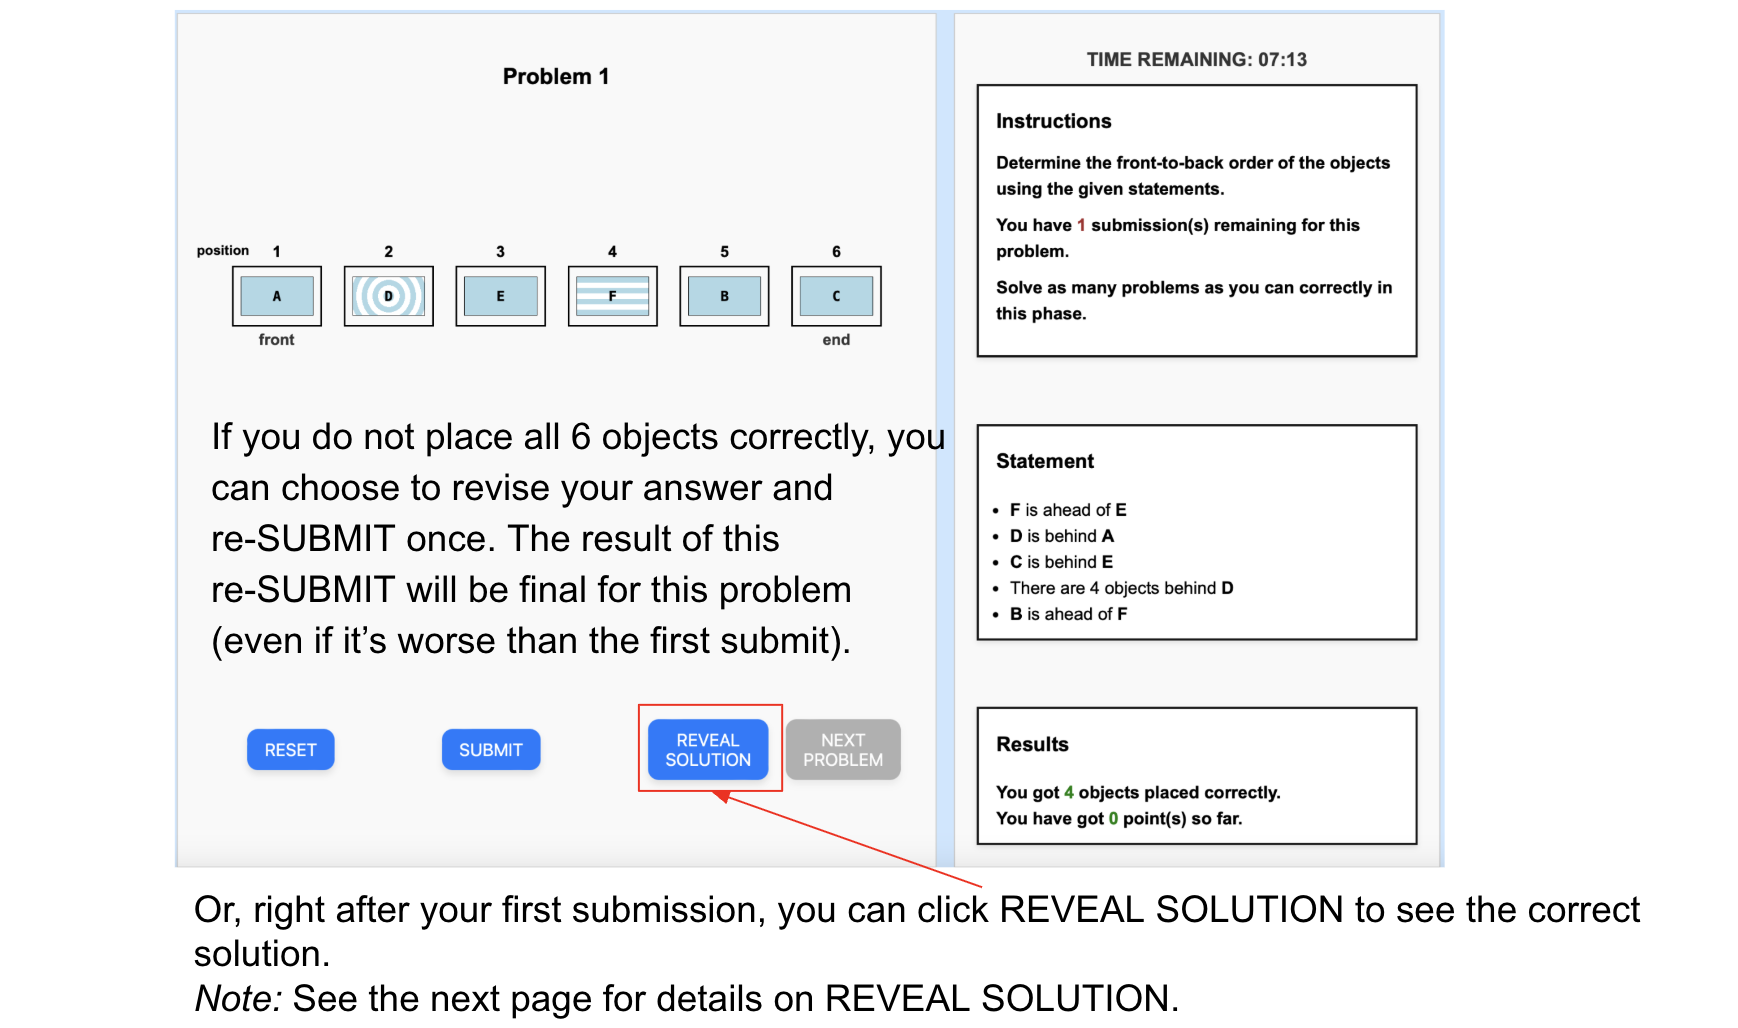 Problem 1
position 1 2 3 4 5 6
A D E F B C
front end
If you do not place all 6 objects correctly, you
can choose to revise your answer and
re-SUBMIT once. The result of this
re-SUBMIT will be final for this problem
(even if it’s worse than the first submit).
RESET
SUBMIT
REVEAL
SOLUTION
NEXT
PROBLEM
TIME REMAINING: 07:13
Instructions
Determine the front-to-back order of the objects
using the given statements.
You have 1 submission(s) remaining for this
problem.
Solve as many problems as you can correctly in
this phase.
Statement
• F is ahead of E
• D is behind A
• C is behind E
• There are 4 objects behind D
• B is ahead of F
Results
You got 4 objects placed correctly.
You have got 0 point(s) so far.
Or, right after your first submission, you can click REVEAL SOLUTION to see the correct
solution.
Note: See the next page for details on REVEAL SOLUTION.